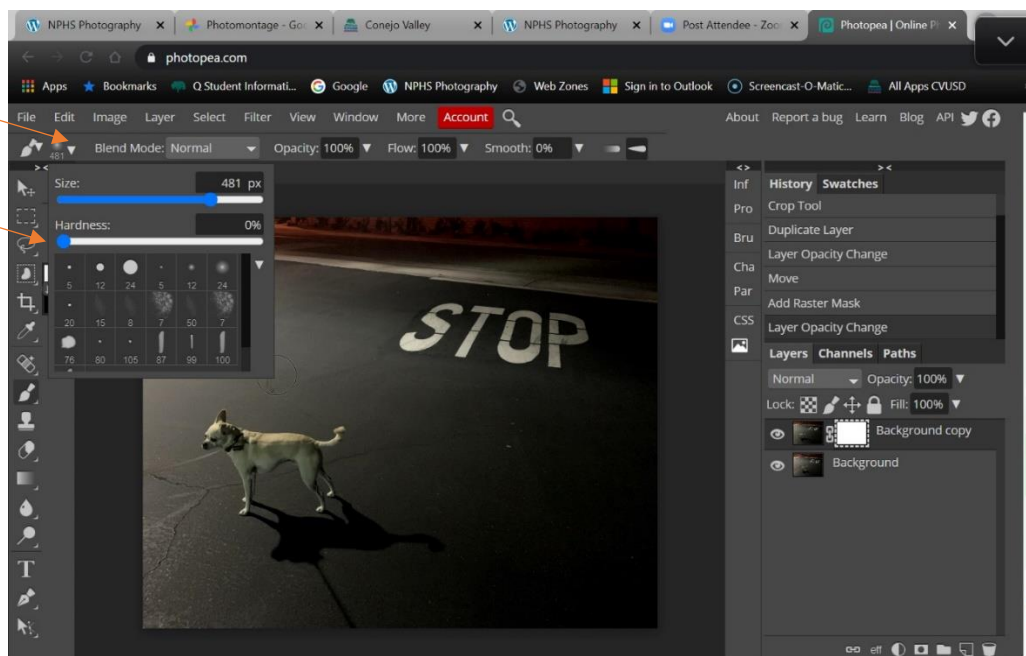 NPHS Photography
Photomontage - Goo
Conejo Valley
NPHS Photography
Post Attendee - Zoo
Photopea | Online P
photopea.com
Apps Bookmarks Q Student Informati... Google NPHS Photography Web Zones Sign in to Outlook Screencast-O-Matic... All Apps CVUSD
File Edit Image Layer Select Filter View Window More Account About Report a bug Learn Blog API
481 Blend Mode: Normal Opacity: 100% Flow: 100% Smooth: 0%
Size: 481 px
Hardness: 0%
5 12 24 5 12 24
20 15 8 7 50 7
76 80 105 87 99 100
STOP
<>
Inf
Pro
Bru
Cha
Par
CSS
> <
History Swatches
Crop Tool
Duplicate Layer
Layer Opacity Change
Move
Add Raster Mask
Layer Opacity Change
Layers Channels Paths
Normal Opacity: 100%
Lock: Fill: 100%
Background copy
Background
eff